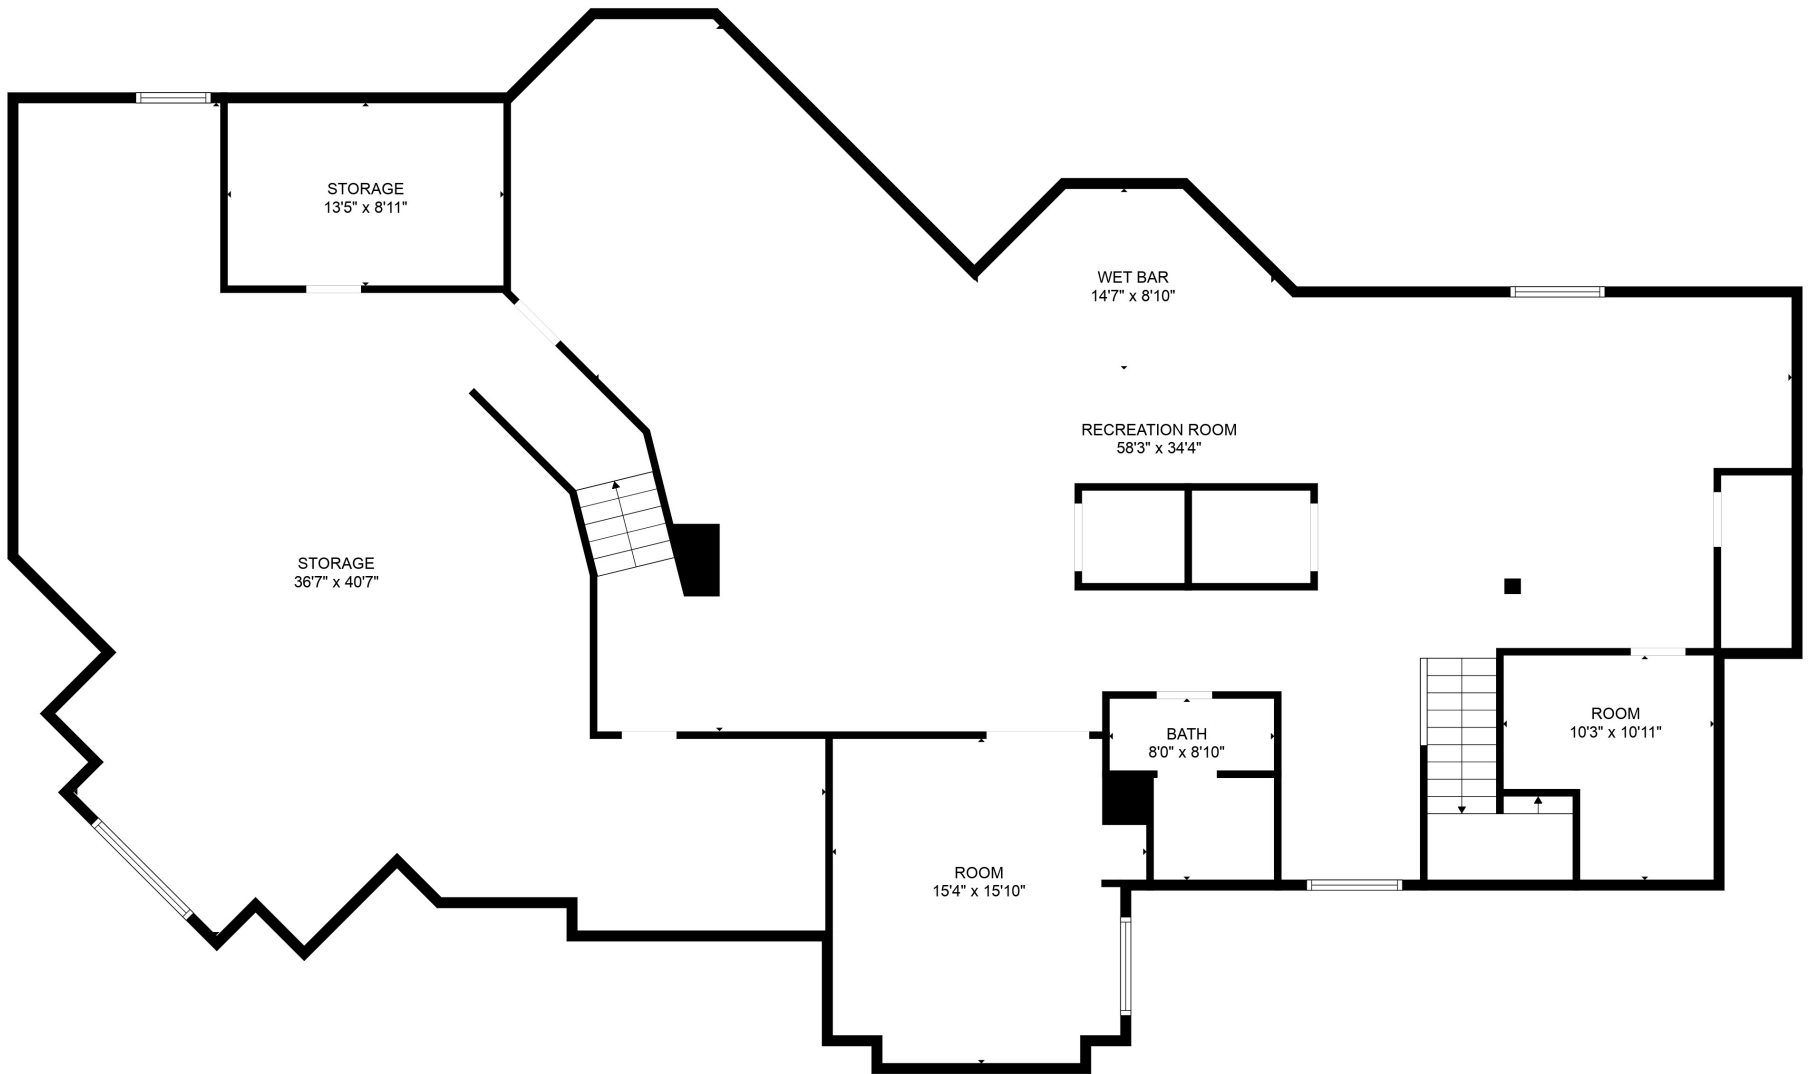 STORAGE
13'5" x 8'11"
WET BAR
14'7" x 8'10"
RECREATION ROOM
58'3" x 34'4"
STORAGE
36'7" x 40'7"
ROOM
10'3" x 10'11"
BATH
8'0" x 8'10"
ROOM
15'4" x 15'10"